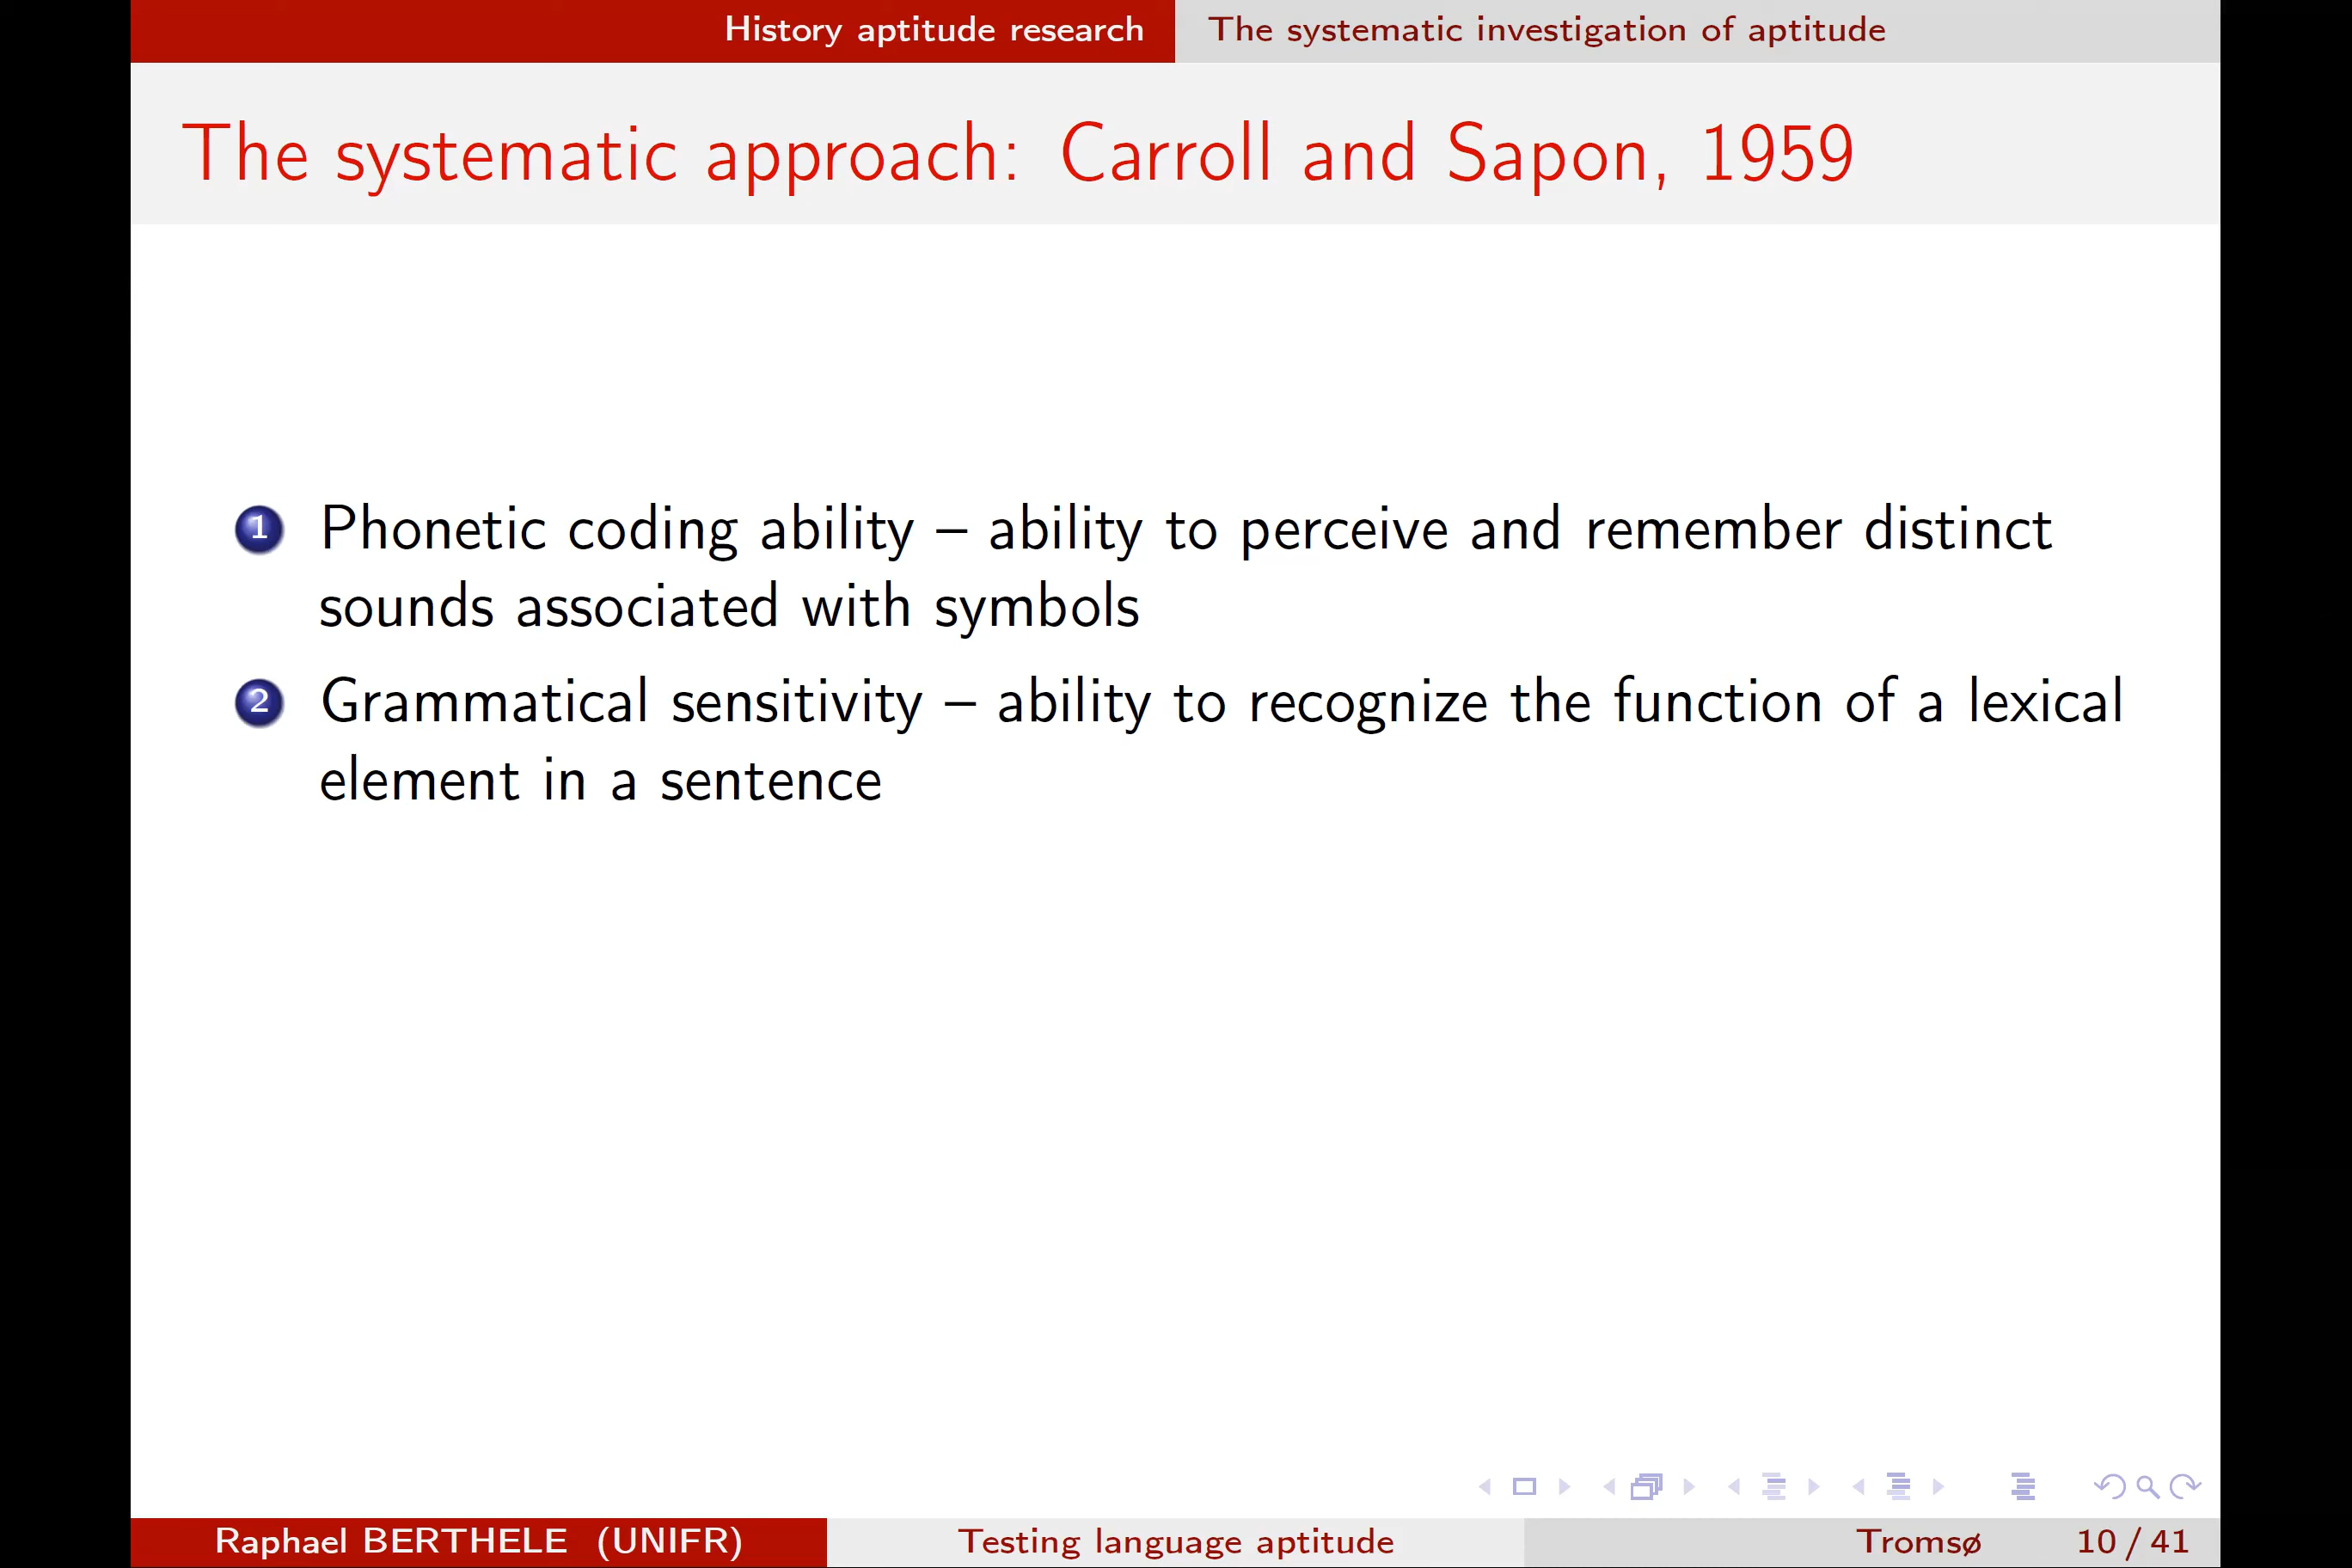 History aptitude research The systematic investigation of aptitude
The systematic approach: Carroll and Sapon, 1959
1 Phonetic coding ability – ability to perceive and remember distinct
sounds associated with symbols
2 Grammatical sensitivity – ability to recognize the function of a lexical
element in a sentence
Raphael BERTHELE (UNIFR) Testing language aptitude Tromsø 10 / 41